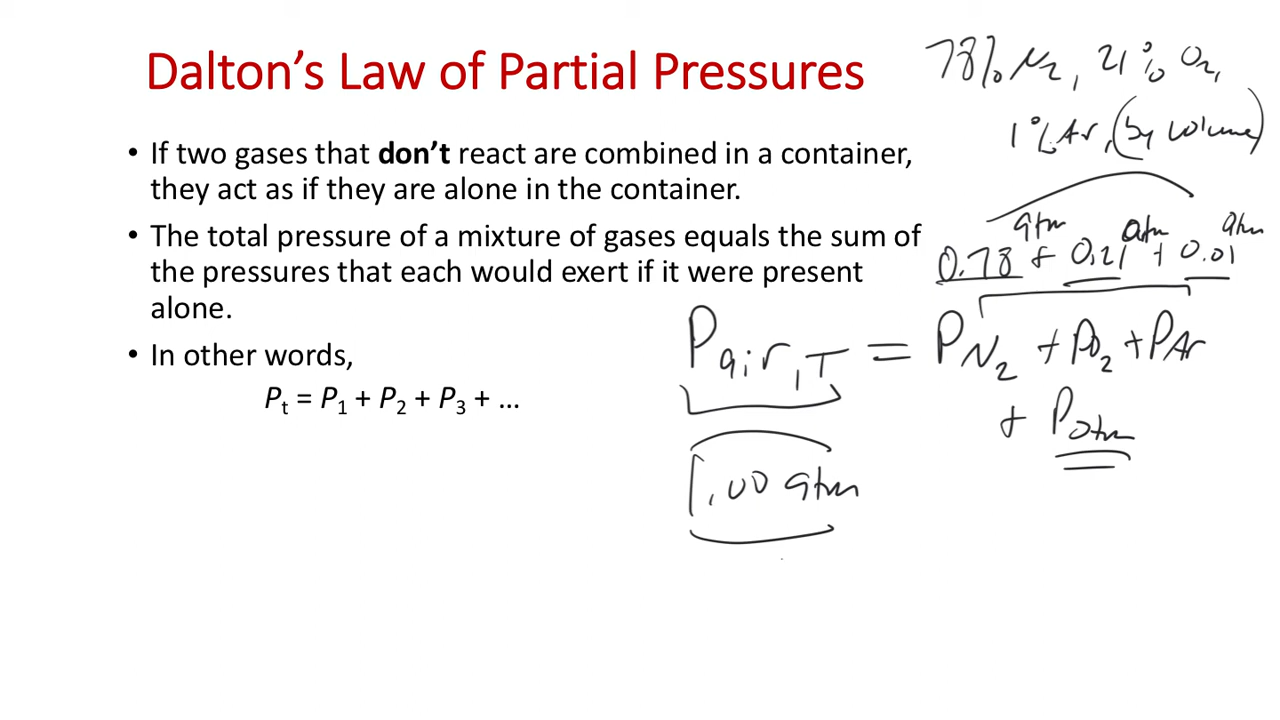 Dalton’s Law of Partial Pressures
• If two gases that don’t react are combined in a container,
they act as if they are alone in the container.
• The total pressure of a mixture of gases equals the sum of
the pressures that each would exert if it were present
alone.
• In other words,
Pt = P1 + P2 + P3 + …
78% N2, 21% O2,
1% Ar, (by volume)
atm atm atm
0.78 + 0.21 + 0.01
Pair,T = PN2 + PO2 + PAr
+ Patm
1.00 atm